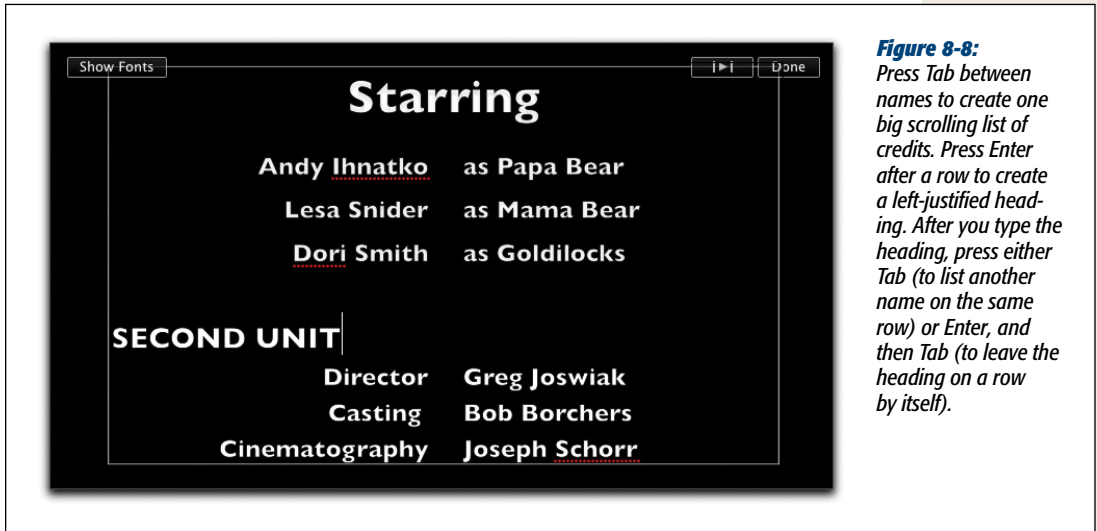 Show Fonts
Done
Starring
Andy Ihnatko as Papa Bear
Lesa Snider as Mama Bear
Dori Smith as Goldilocks
SECOND UNIT
Director Greg Joswiak
Casting Bob Borchers
Cinematography Joseph Schorr
Figure 8-8:
Press Tab between
names to create one
big scrolling list of
credits. Press Enter
after a row to create
a left-justified head-
ing. After you type the
heading, press either
Tab (to list another
name on the same
row) or Enter, and
then Tab (to leave the
heading on a row
by itself).